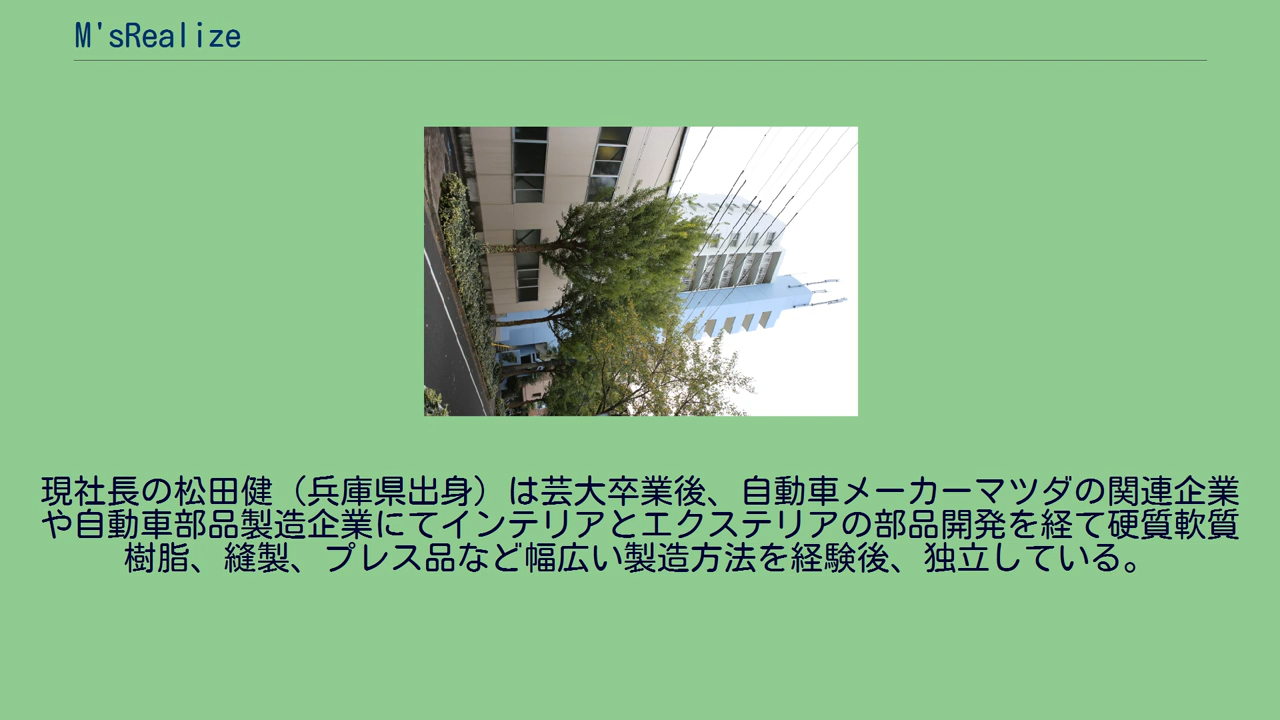 M'sRealize
現社長の松田健（兵庫県出身）は芸大卒業後、自動車メーカーマツダの関連企業
や自動車部品製造企業にてインテリアとエクステリアの部品開発を経て硬質軟質
樹脂、縫製、プレス品など幅広い製造方法を経験後、独立している。